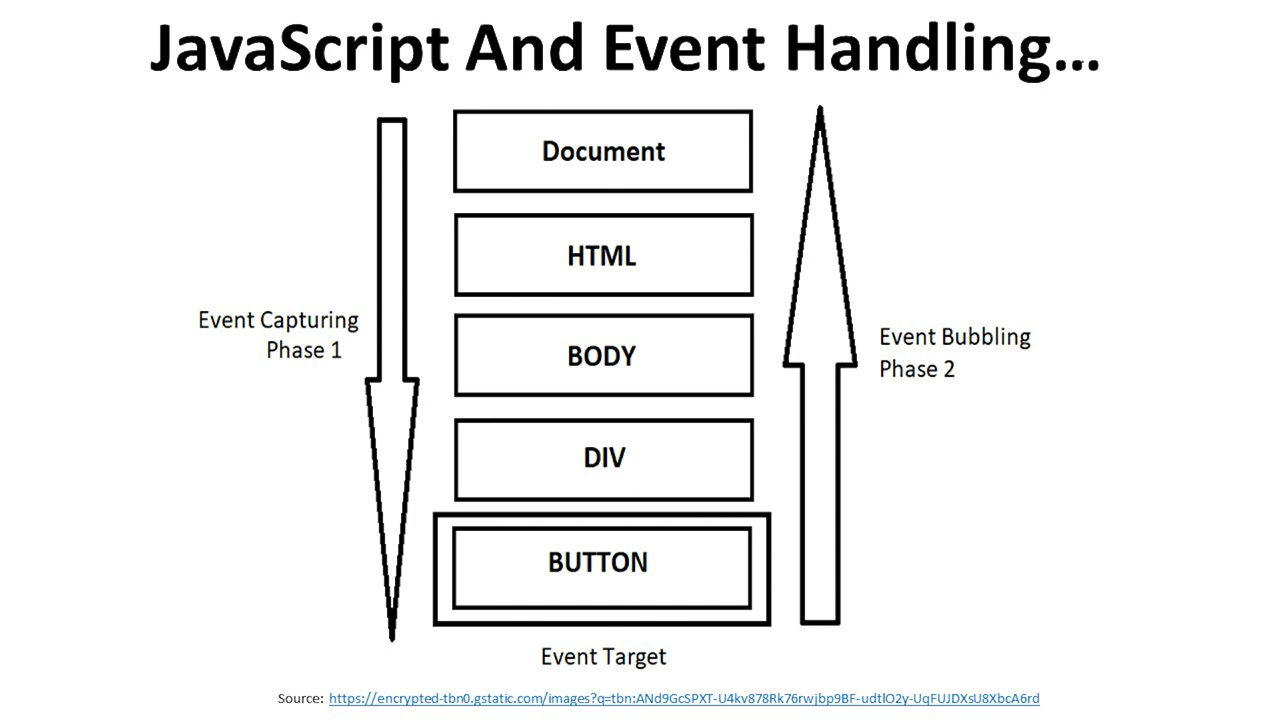 JavaScript And Event Handling...
Document
HTML
Event Capturing
Phase 1
BODY
Event Bubbling
Phase 2
DIV
BUTTON
Event Target
Source: https://encrypted-tbn0.gstatic.com/images?q=tbn:ANd9GcSPXT-U4kv878Rk76rwjbp9BF-udtlO2y-UqFUJDXsU8XbcA6rd